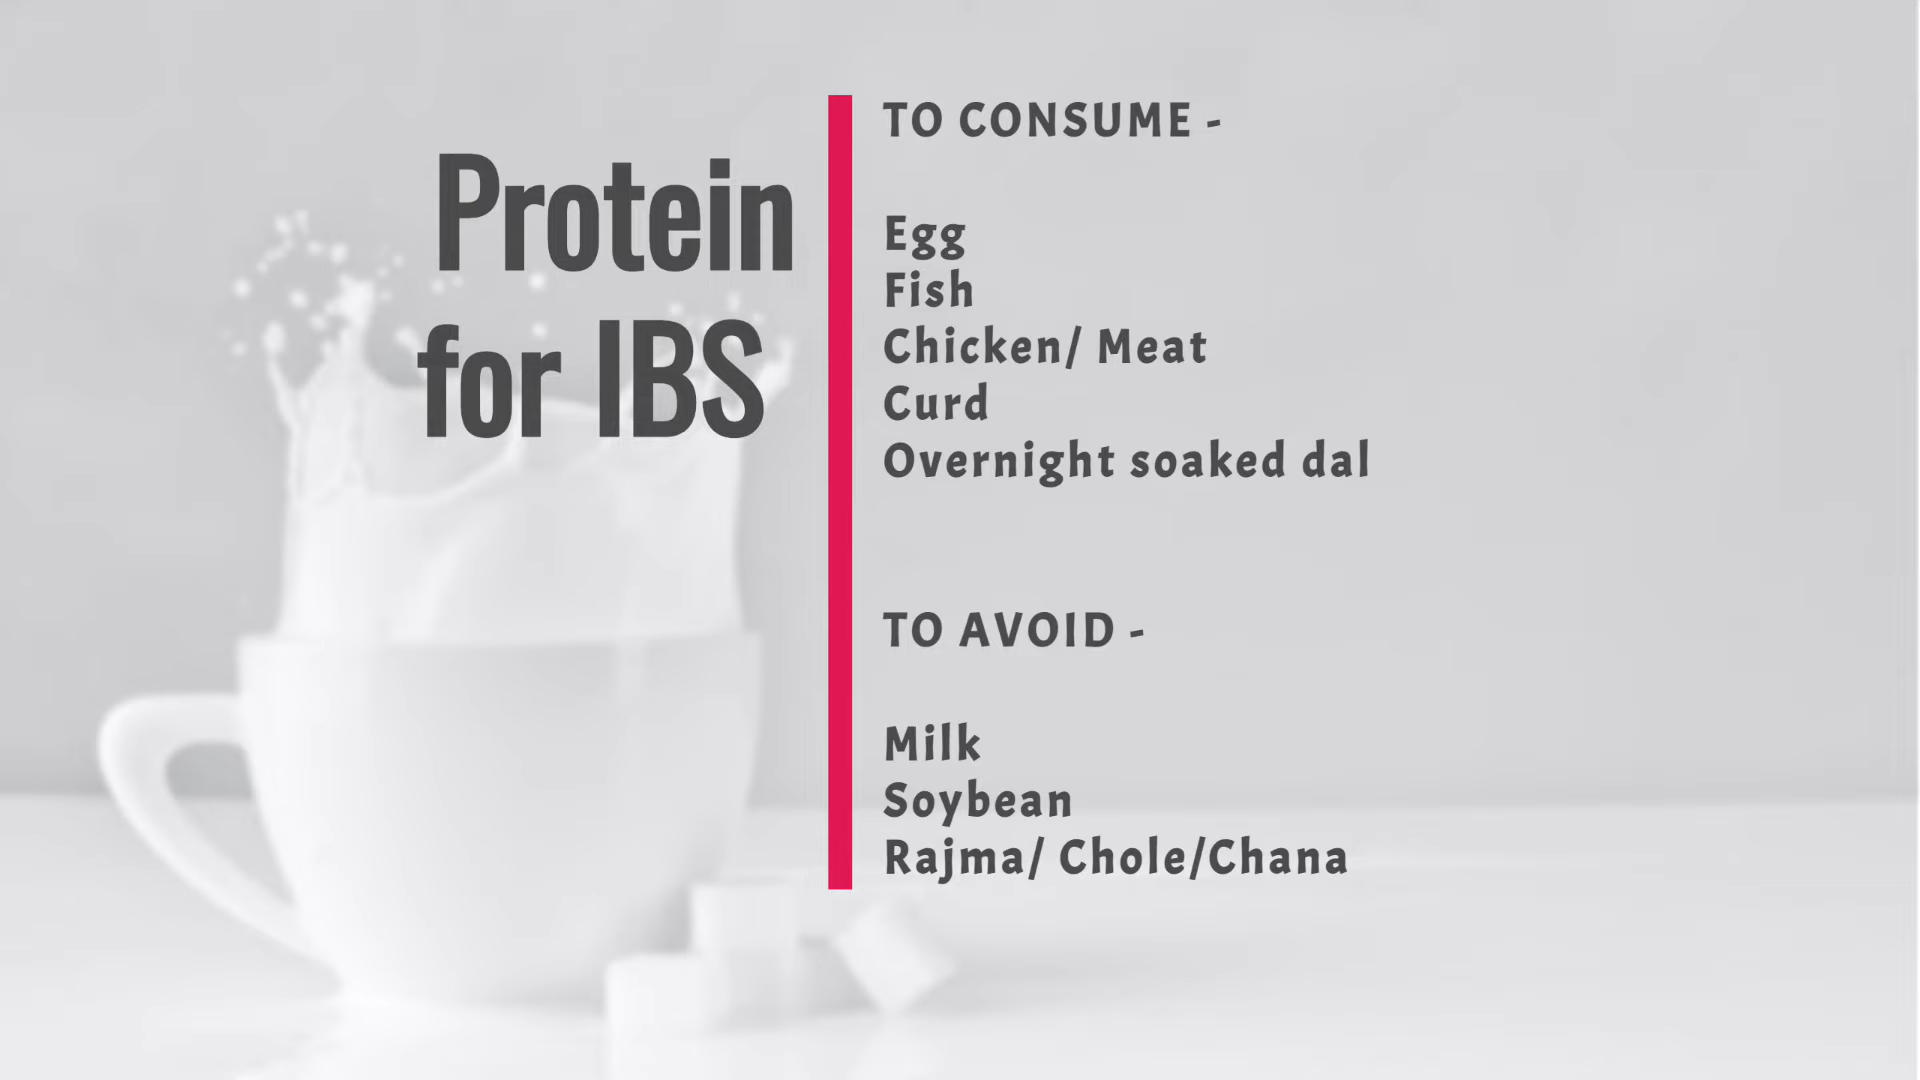 Protein
for IBS
TO CONSUME -
Egg
Fish
Chicken/ Meat
Curd
Overnight soaked dal
TO AVOID -
Milk
Soybean
Rajma/ Chole/Chana